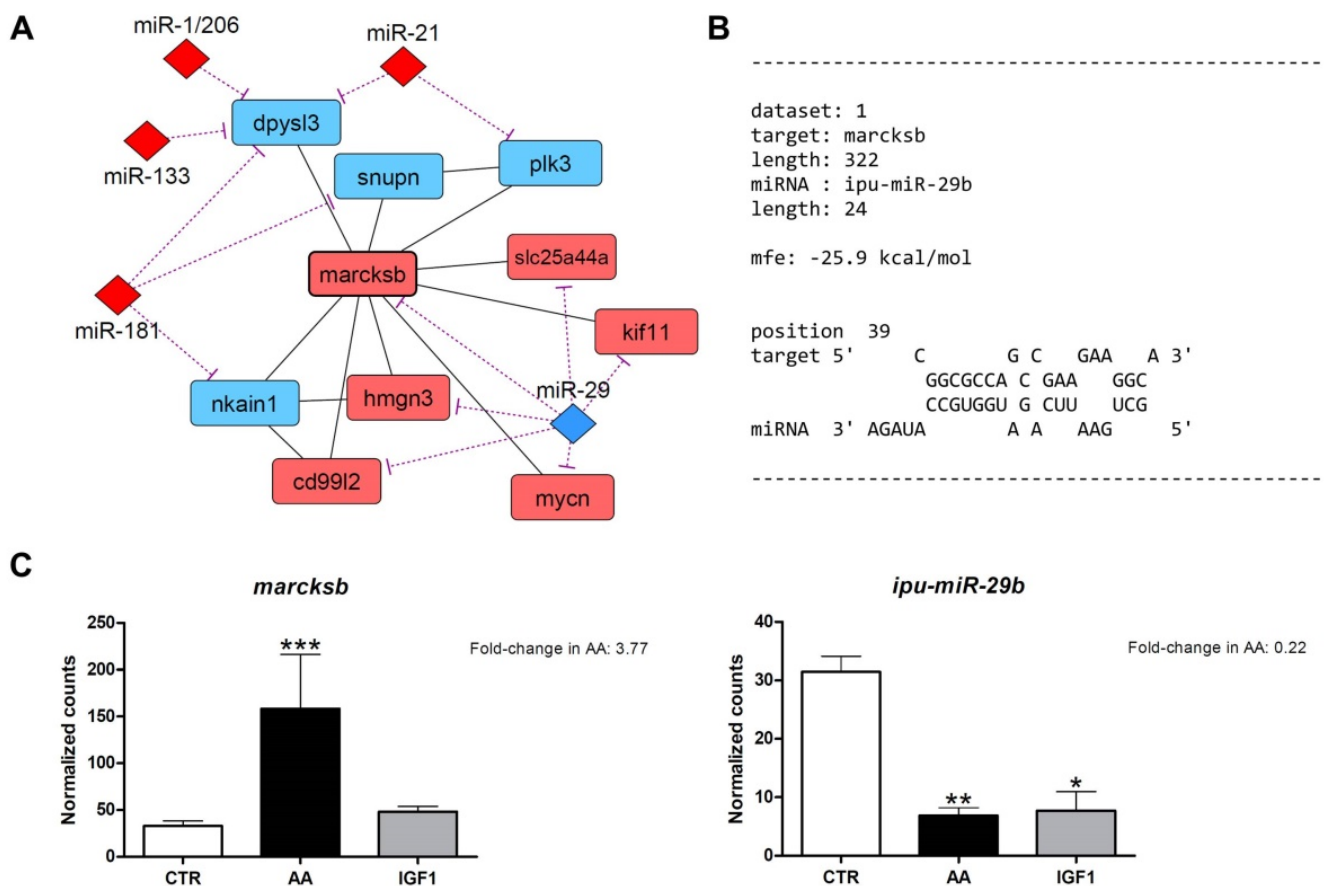 A
miR-1/206
miR-21
dpysl3
miR-133
snupn
plk3
marcksb
slc25a44a
miR-181
kif11
miR-29
nkain1
hmgn3
cd99l2
mycn
B
--------------------------------------------------
dataset: 1
target: marcksb
length: 322
miRNA : ipu-miR-29b
length: 24
mfe: -25.9 kcal/mol
position  39
target 5'      C         G C    GAA   A 3'
                GGCGCCA C GAA    GGC
                CCGUGGU G CUU    UCG
miRNA  3' AGAUA         A A    AAG      5'
--------------------------------------------------
C
marcksb
Normalized counts
250
200
150
100
50
0
***
Fold-change in AA: 3.77
CTR AA IGF1
ipu-miR-29b
Normalized counts
40
30
20
10
0
**
*
Fold-change in AA: 0.22
CTR AA IGF1